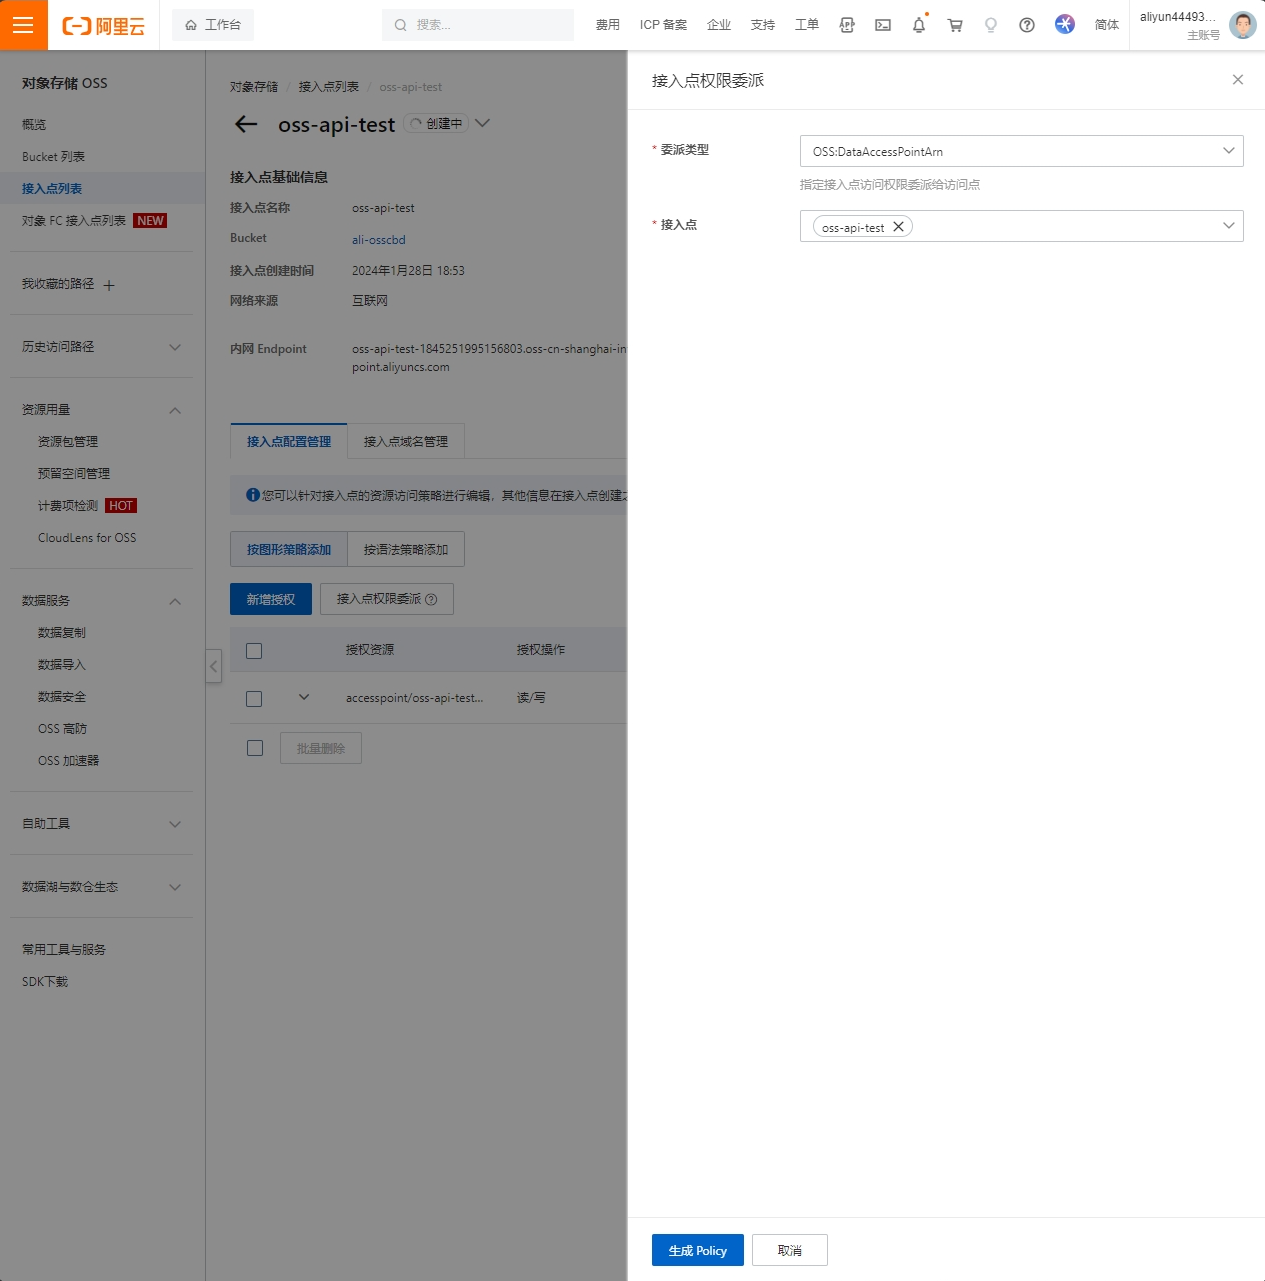 阿里云
工作台
搜索...
费用
ICP 备案
企业
支持
工单
简体
aliyun44493...
主账号
对象存储 OSS
概览
Bucket 列表
接入点列表
对象 FC 接入点列表 NEW
我收藏的路径
历史访问路径
资源用量
资源包管理
预留空间管理
计费项检测 HOT
CloudLens for OSS
数据服务
数据复制
数据导入
数据安全
OSS 高防
OSS 加速器
自助工具
数据湖与数仓生态
常用工具与服务
SDK下载
对象存储 / 接入点列表 / oss-api-test
oss-api-test 创建中
接入点基础信息
接入点名称 oss-api-test
Bucket ali-osscbd
接入点创建时间 2024年1月28日 18:53
网络来源 互联网
内网 Endpoint oss-api-test-1845251995156803.oss-cn-shanghai-in
point.aliyuncs.com
接入点配置管理 接入点域名管理
您可以针对接入点的资源访问策略进行编辑，其他信息在接入点创建之
按图形策略添加 按语法策略添加
新增授权 接入点权限委派
授权资源 授权操作
accesspoint/oss-api-test... 读/写
批量删除
接入点权限委派
* 委派类型 OSS:DataAccessPointArn
指定接入点访问权限委派给访问点
* 接入点 oss-api-test
生成 Policy 取消